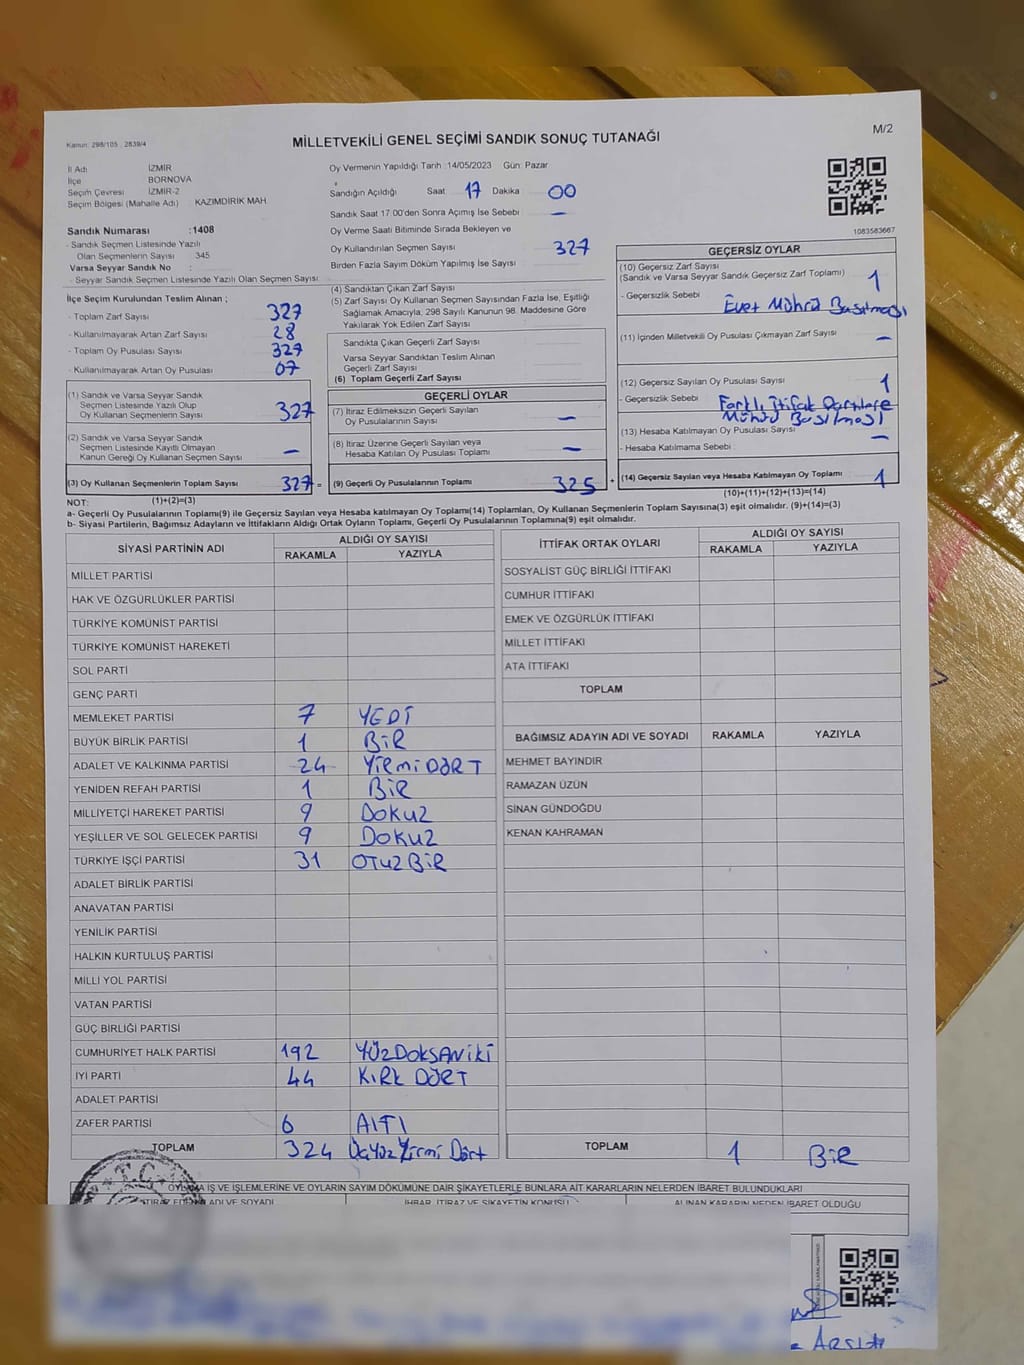 Kanun: 298/105 , 2839/4
MİLLETVEKİLİ GENEL SEÇİMİ SANDIK SONUÇ TUTANAĞI
M/2
İl Adı İZMİR
İlçe BORNOVA
Seçim Çevresi İZMİR-2
Seçim Bölgesi (Mahalle Adı) KAZIMDIRIK MAH
Sandık Numarası :1408
- Sandık Seçmen Listesinde Yazılı
Olan Seçmenlerin Sayısı 345
Varsa Seyyar Sandık No :
- Seyyar Sandık Seçmen Listesinde Yazılı Olan Seçmen Sayısı:
Oy Vermenin Yapıldığı Tarih :14/05/2023 Gün: Pazar
Sandığın Açıldığı Saat 17 Dakika 00
Sandık Saat 17:00'den Sonra Açımış İse Sebebi : -
Oy Verme Saati Bitiminde Sırada Bekleyen ve
Oy Kullandırılan Seçmen Sayısı 327
Birden Fazla Sayım Döküm Yapılmış İse Sayısı
1083583667
İlçe Seçim Kurulundan Teslim Alınan ;
- Toplam Zarf Sayısı 327
- Kullanılmayarak Artan Zarf Sayısı 28
- Toplam Oy Pusulası Sayısı 327
- Kullanılmayarak Artan Oy Pusulası 07
(4) Sandıktan Çıkan Zarf Sayısı
(5) Zarf Sayısı Oy Kullanan Seçmen Sayısından Fazla İse, Eşitliği
Sağlamak Amacıyla, 298 Sayılı Kanunun 98. Maddesine Göre
Yakılarak Yok Edilen Zarf Sayısı
Sandıkta Çıkan Geçerli Zarf Sayısı
Varsa Seyyar Sandıktan Teslim Alınan
Geçerli Zarf Sayısı
(6) Toplam Geçerli Zarf Sayısı
GEÇERSİZ OYLAR
(10) Geçersiz Zarf Sayısı
(Sandık ve Varsa Seyyar Sandık Geçersiz Zarf Toplamı) 1
- Geçersizlik Sebebi Evet Mührü Basılması
(11) İçinden Milletvekili Oy Pusulası Çıkmayan Zarf Sayısı -
(12) Geçersiz Sayılan Oy Pusulası Sayısı 1
- Geçersizlik Sebebi Farklı İtifak Partilere
Mührü Basılması
(13) Hesaba Katılmayan Oy Pusulası Sayısı -
- Hesaba Katılmama Sebebi :
(14) Geçersiz Sayılan veya Hesaba Katılmayan Oy Toplamı 1
(10)+(11)+(12)+(13)=(14)
(1) Sandık ve Varsa Seyyar Sandık
Seçmen Listesinde Yazılı Olup
Oy Kullanan Seçmenlerin Sayısı 327
(2) Sandık ve Varsa Seyyar Sandık
Seçmen Listesinde Kayıtlı Olmayan
Kanun Gereği Oy Kullanan Seçmen Sayısı -
(3) Oy Kullanan Seçmenlerin Toplam Sayısı 327 =
(1)+(2)=(3)
GEÇERLİ OYLAR
(7) İtiraz Edilmeksizin Geçerli Sayılan
Oy Pusulalarının Sayısı -
(8) İtiraz Üzerine Geçerli Sayılan veya
Hesaba Katılan Oy Pusulası Toplamı -
(9) Geçerli Oy Pusulalarının Toplamı 325 +
NOT:
a- Geçerli Oy Pusulalarının Toplamı(9) ile Geçersiz Sayılan veya Hesaba Katılmayan Oy Toplamı(14) Toplamları, Oy Kullanan Seçmenlerin Toplam Sayısına(3) eşit olmalıdır. (9)+(14)=(3)
b- Siyasi Partilerin, Bağımsız Adayların ve İttifakların Aldığı Ortak Oyların Toplamı, Geçerli Oy Pusulalarının Toplamına(9) eşit olmalıdır.
SİYASİ PARTİNİN ADI ALDIĞI OY SAYISI
RAKAMLA YAZIYLA
MİLLET PARTİSİ
HAK VE ÖZGÜRLÜKLER PARTİSİ
TÜRKİYE KOMÜNİST PARTİSİ
TÜRKİYE KOMÜNİST HAREKETİ
SOL PARTİ
GENÇ PARTİ
MEMLEKET PARTİSİ 7 YEDİ
BÜYÜK BİRLİK PARTİSİ 1 BİR
ADALET VE KALKINMA PARTİSİ 24 YİRMİ DÖRT
YENİDEN REFAH PARTİSİ 1 BİR
MİLLİYETÇİ HAREKET PARTİSİ 9 DOKUZ
YEŞİLLER VE SOL GELECEK PARTİSİ 9 DOKUZ
TÜRKİYE İŞÇİ PARTİSİ 31 OTUZ BİR
ADALET BİRLİK PARTİSİ
ANAVATAN PARTİSİ
YENİLİK PARTİSİ
HALKIN KURTULUŞ PARTİSİ
MİLLİ YOL PARTİSİ
VATAN PARTİSİ
GÜÇ BİRLİĞİ PARTİSİ
CUMHURİYET HALK PARTİSİ 192 YÜZ DOKSAN İKİ
İYİ PARTİ 44 KIRK DÖRT
ADALET PARTİSİ
ZAFER PARTİSİ 6 ALTI
TOPLAM 324 Üçyüz Yirmi Dört
İTTİFAK ORTAK OYLARI ALDIĞI OY SAYISI
RAKAMLA YAZIYLA
SOSYALİST GÜÇ BİRLİĞİ İTTİFAKI
CUMHUR İTTİFAKI
EMEK VE ÖZGÜRLÜK İTTİFAKI
MİLLET İTTİFAKI
ATA İTTİFAKI
TOPLAM
BAĞIMSIZ ADAYIN ADI VE SOYADI RAKAMLA YAZIYLA
MEHMET BAYINDIR
RAMAZAN ÜZÜN
SİNAN GÜNDOĞDU
KENAN KAHRAMAN
TOPLAM 1 BİR
T.C.
İŞ VE İŞLEMLERİNE VE OYLARIN SAYIM DÖKÜMÜNE DAİR ŞİKAYETLERLE BUNLARA AİT KARARLARIN NELERDEN İBARET BULUNDUKLARI
ADI VE SOYADI İHBAR, İTİRAZ VE ŞİKAYETİN KONUSU ALINAN KARARIN NEDEN İBARET OLDUĞU